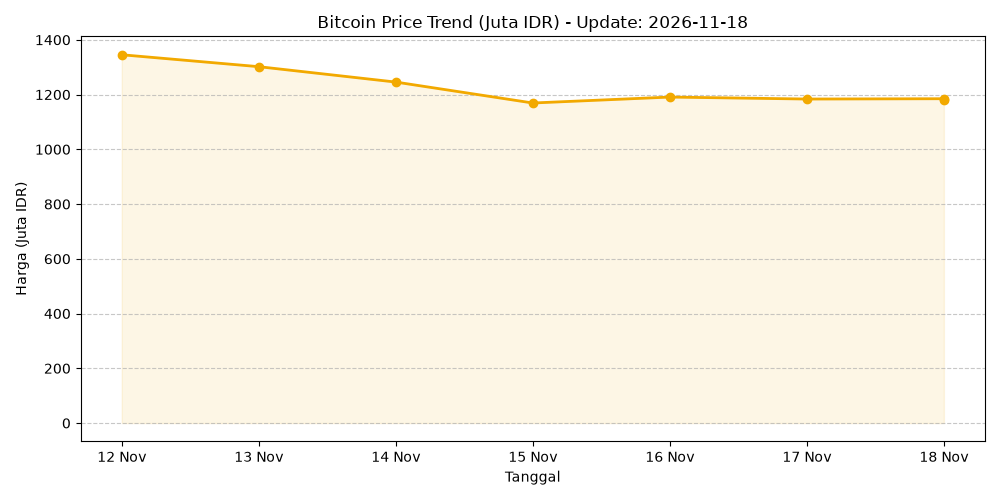 Bitcoin Price Trend (Juta IDR) - Update: 2026-11-18
Harga (Juta IDR)
1400
1200
1000
800
600
400
200
0
12 Nov 13 Nov 14 Nov 15 Nov 16 Nov 17 Nov 18 Nov
Tanggal